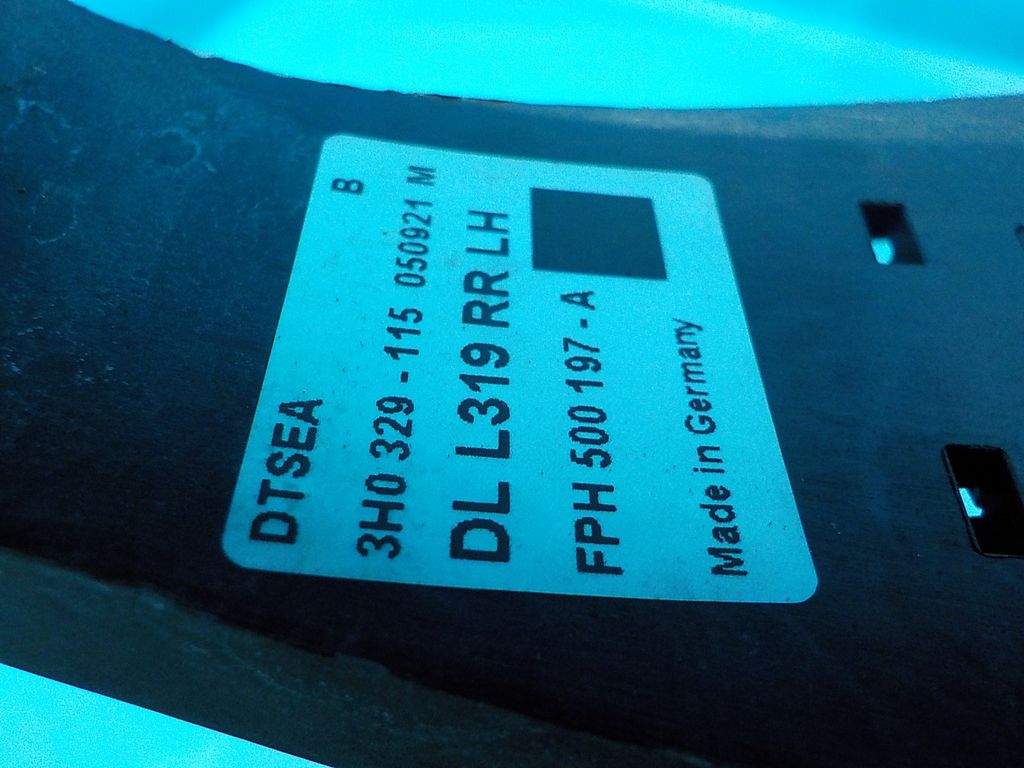 DTSEA B
3H0 329 - 115 050921 M
DL L319 RR LH
FPH 500 197 - A
Made in Germany